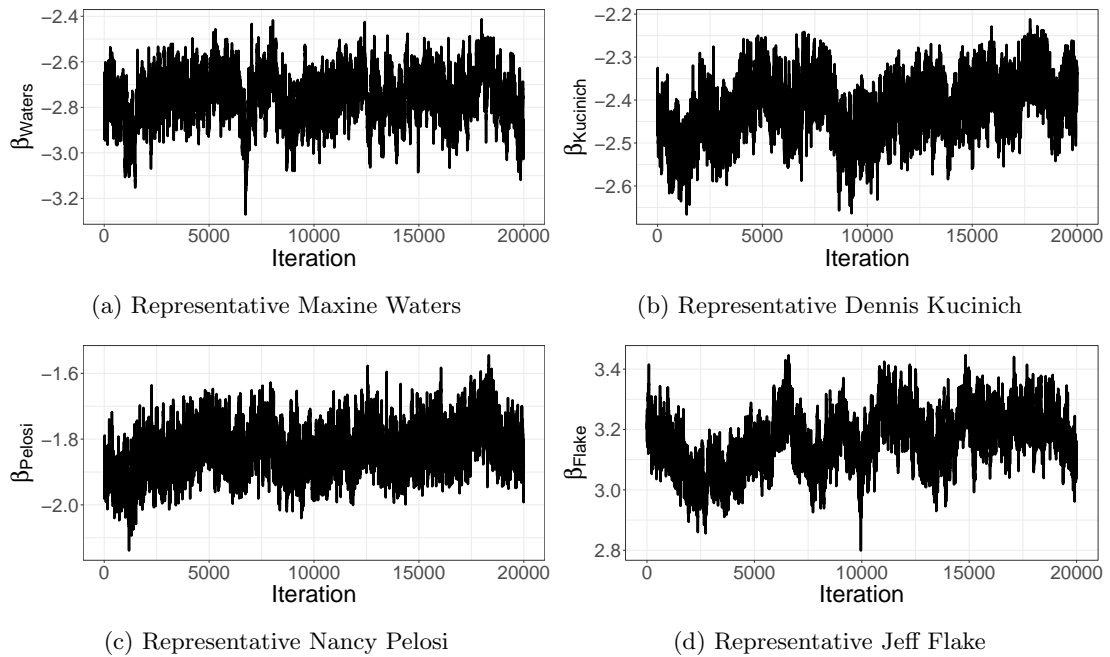 −2.4
−2.6
−2.8
−3.0
−3.2
βWaters
0 5000 10000 15000 20000
Iteration
(a) Representative Maxine Waters
−2.2
−2.3
−2.4
−2.5
−2.6
βKucinich
0 5000 10000 15000 20000
Iteration
(b) Representative Dennis Kucinich
−1.6
−1.8
−2.0
βPelosi
0 5000 10000 15000 20000
Iteration
(c) Representative Nancy Pelosi
3.4
3.2
3.0
2.8
βFlake
0 5000 10000 15000 20000
Iteration
(d) Representative Jeff Flake